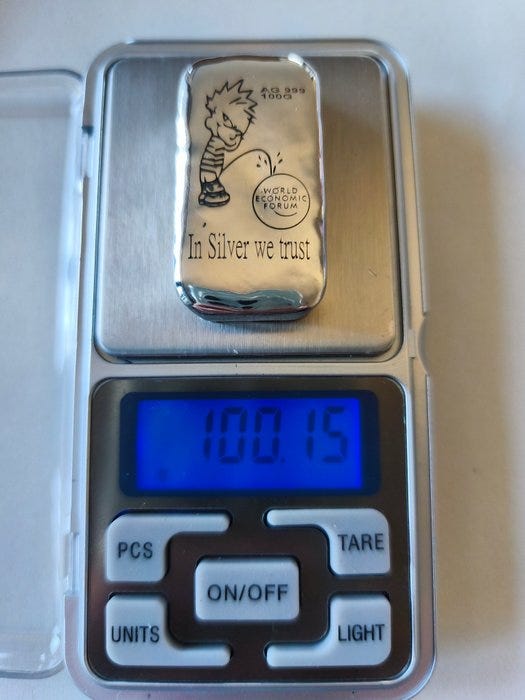 AG 999
100G
WORLD
ECONOMIC
FORUM
In Silver we trust
100.15
PCS
TARE
ON/OFF
UNITS
LIGHT